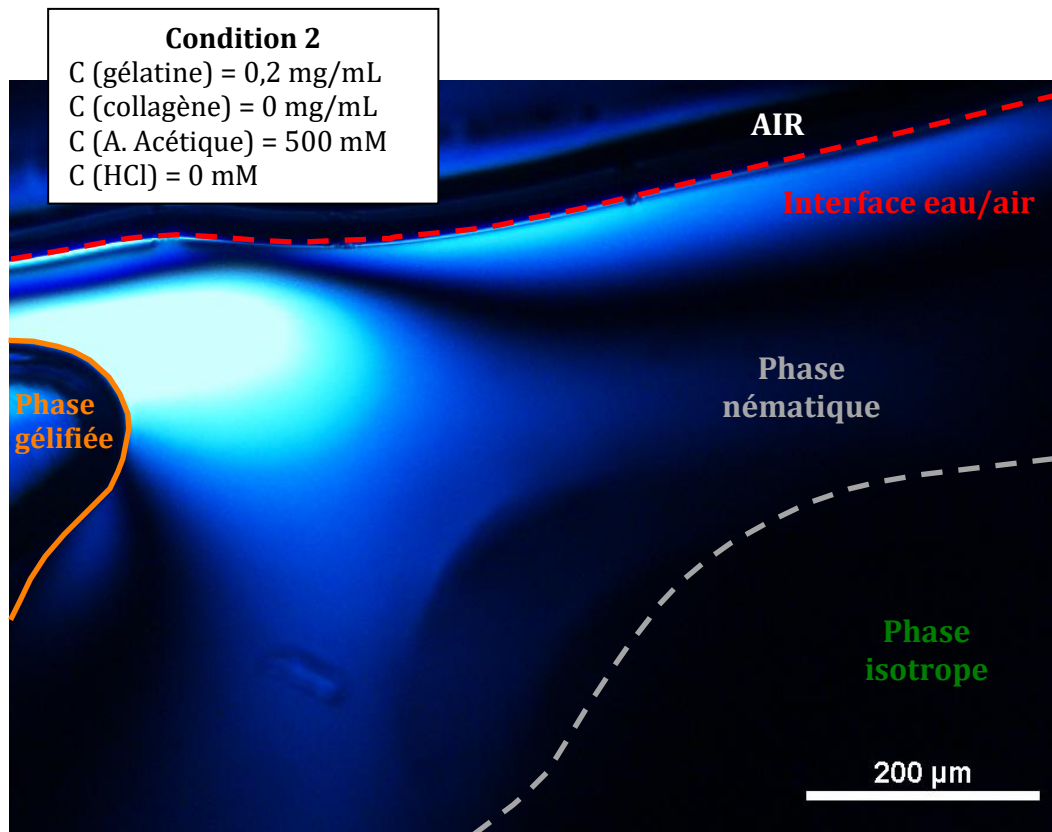 Condition 2
C (gélatine) = 0,2 mg/mL
C (collagène) = 0 mg/mL
C (A. Acétique) = 500 mM
C (HCl) = 0 mM
AIR
Interface eau/air
Phase
nématique
Phase
gélifiée
Phase
isotrope
200 µm